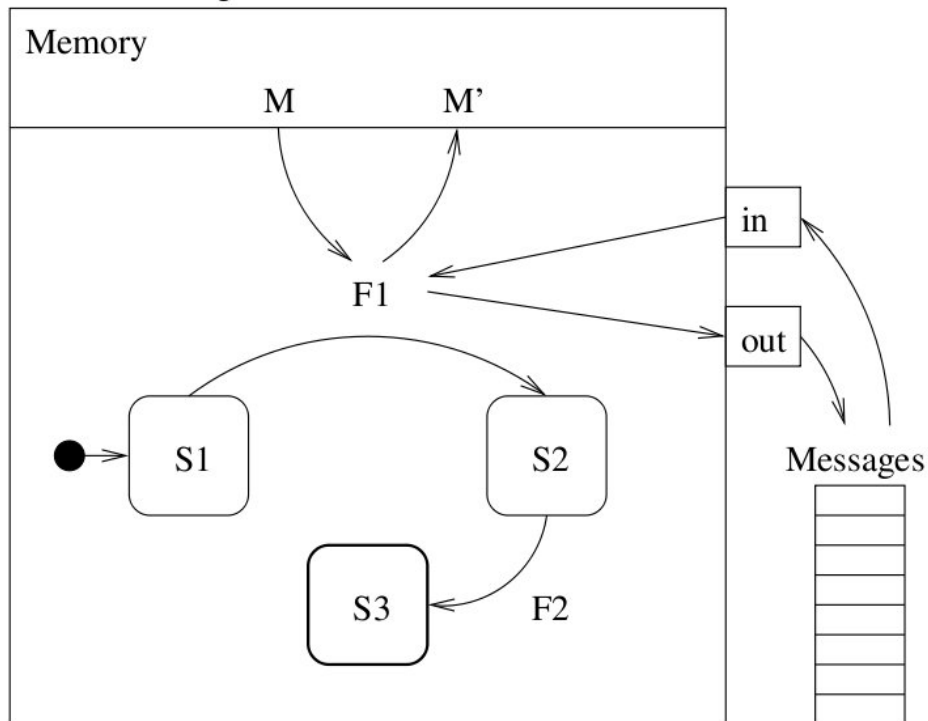 Memory
M M’
in
F1
out
S1 S2
Messages
S3 F2